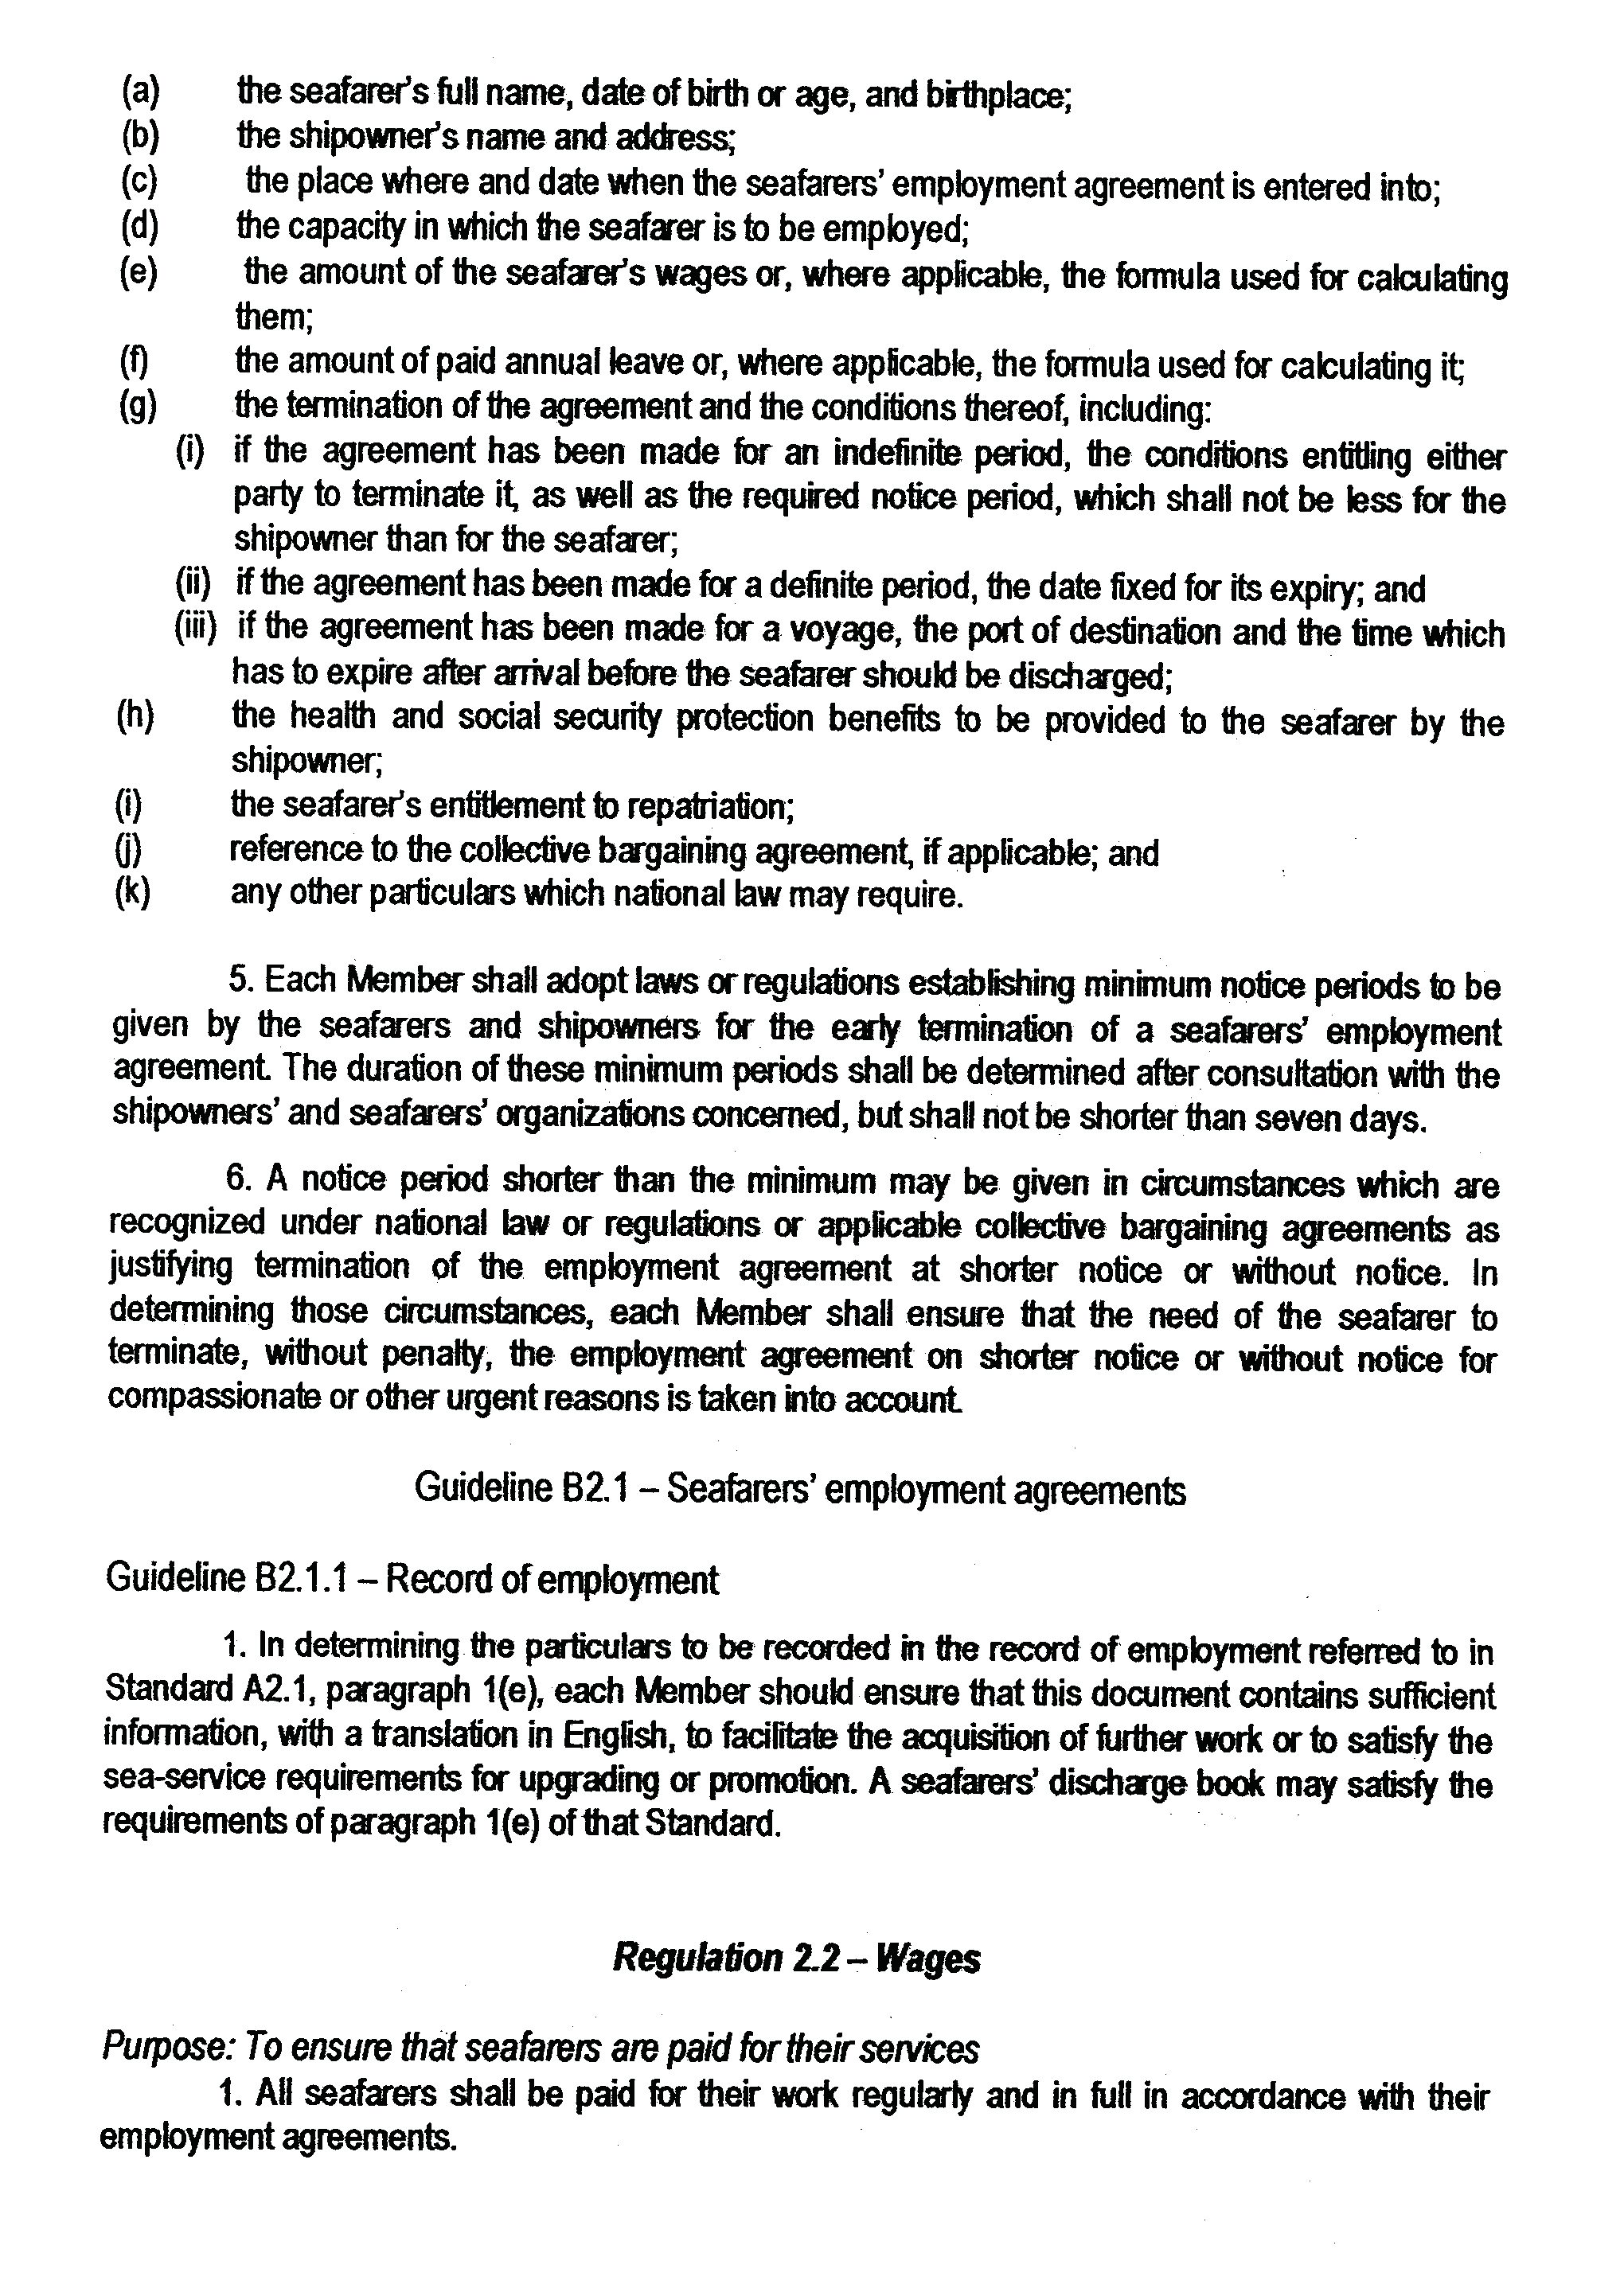 (a) the seafarer's full name, date of birth or age, and birthplace;
(b) the shipowner's name and address;
(c) the place where and date when the seafarers' employment agreement is entered into;
(d) the capacity in which the seafarer is to be employed;
(e) the amount of the seafarer's wages or, where applicable, the formula used for calculating
them;
(f) the amount of paid annual leave or, where applicable, the formula used for calculating it;
(g) the termination of the agreement and the conditions thereof, including:
(i) if the agreement has been made for an indefinite period, the conditions entitling either
party to terminate it, as well as the required notice period, which shall not be less for the
shipowner than for the seafarer;
(ii) if the agreement has been made for a definite period, the date fixed for its expiry; and
(iii) if the agreement has been made for a voyage, the port of destination and the time which
has to expire after arrival before the seafarer should be discharged;
(h) the health and social security protection benefits to be provided to the seafarer by the
shipowner;
(i) the seafarer's entitlement to repatriation;
(j) reference to the collective bargaining agreement, if applicable; and
(k) any other particulars which national law may require.
5. Each Member shall adopt laws or regulations establishing minimum notice periods to be
given by the seafarers and shipowners for the early termination of a seafarers' employment
agreement. The duration of these minimum periods shall be determined after consultation with the
shipowners' and seafarers' organizations concerned, but shall not be shorter than seven days.
6. A notice period shorter than the minimum may be given in circumstances which are
recognized under national law or regulations or applicable collective bargaining agreements as
justifying termination of the employment agreement at shorter notice or without notice. In
determining those circumstances, each Member shall ensure that the need of the seafarer to
terminate, without penalty, the employment agreement on shorter notice or without notice for
compassionate or other urgent reasons is taken into account.
Guideline B2.1 – Seafarers' employment agreements
Guideline B2.1.1 – Record of employment
1. In determining the particulars to be recorded in the record of employment referred to in
Standard A2.1, paragraph 1(e), each Member should ensure that this document contains sufficient
information, with a translation in English, to facilitate the acquisition of further work or to satisfy the
sea-service requirements for upgrading or promotion. A seafarers' discharge book may satisfy the
requirements of paragraph 1(e) of that Standard.
Regulation 2.2 – Wages
Purpose: To ensure that seafarers are paid for their services
1. All seafarers shall be paid for their work regularly and in full in accordance with their
employment agreements.